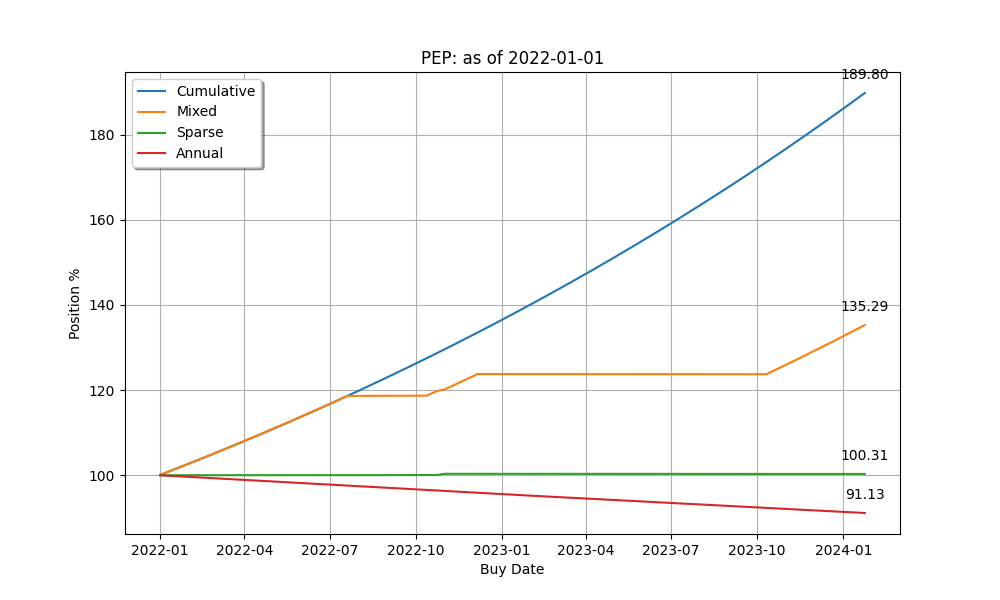 PEP: as of 2022-01-01
189.80
Cumulative
Mixed
Sparse
Annual
180
160
140
120
100
Position %
135.29
100.31
91.13
2022-01 2022-04 2022-07 2022-10 2023-01 2023-04 2023-07 2023-10 2024-01
Buy Date